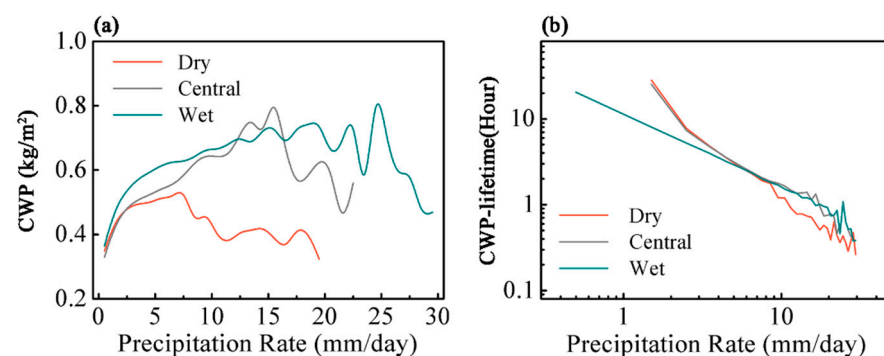 (a)
CWP (kg/m²)
1.0
0.8
0.6
0.4
0.2
Dry
Central
Wet
0 5 10 15 20 25 30
Precipitation Rate (mm/day)
(b)
CWP-lifetime(Hour)
10
1
0.1
Dry
Central
Wet
1 10
Precipitation Rate (mm/day)